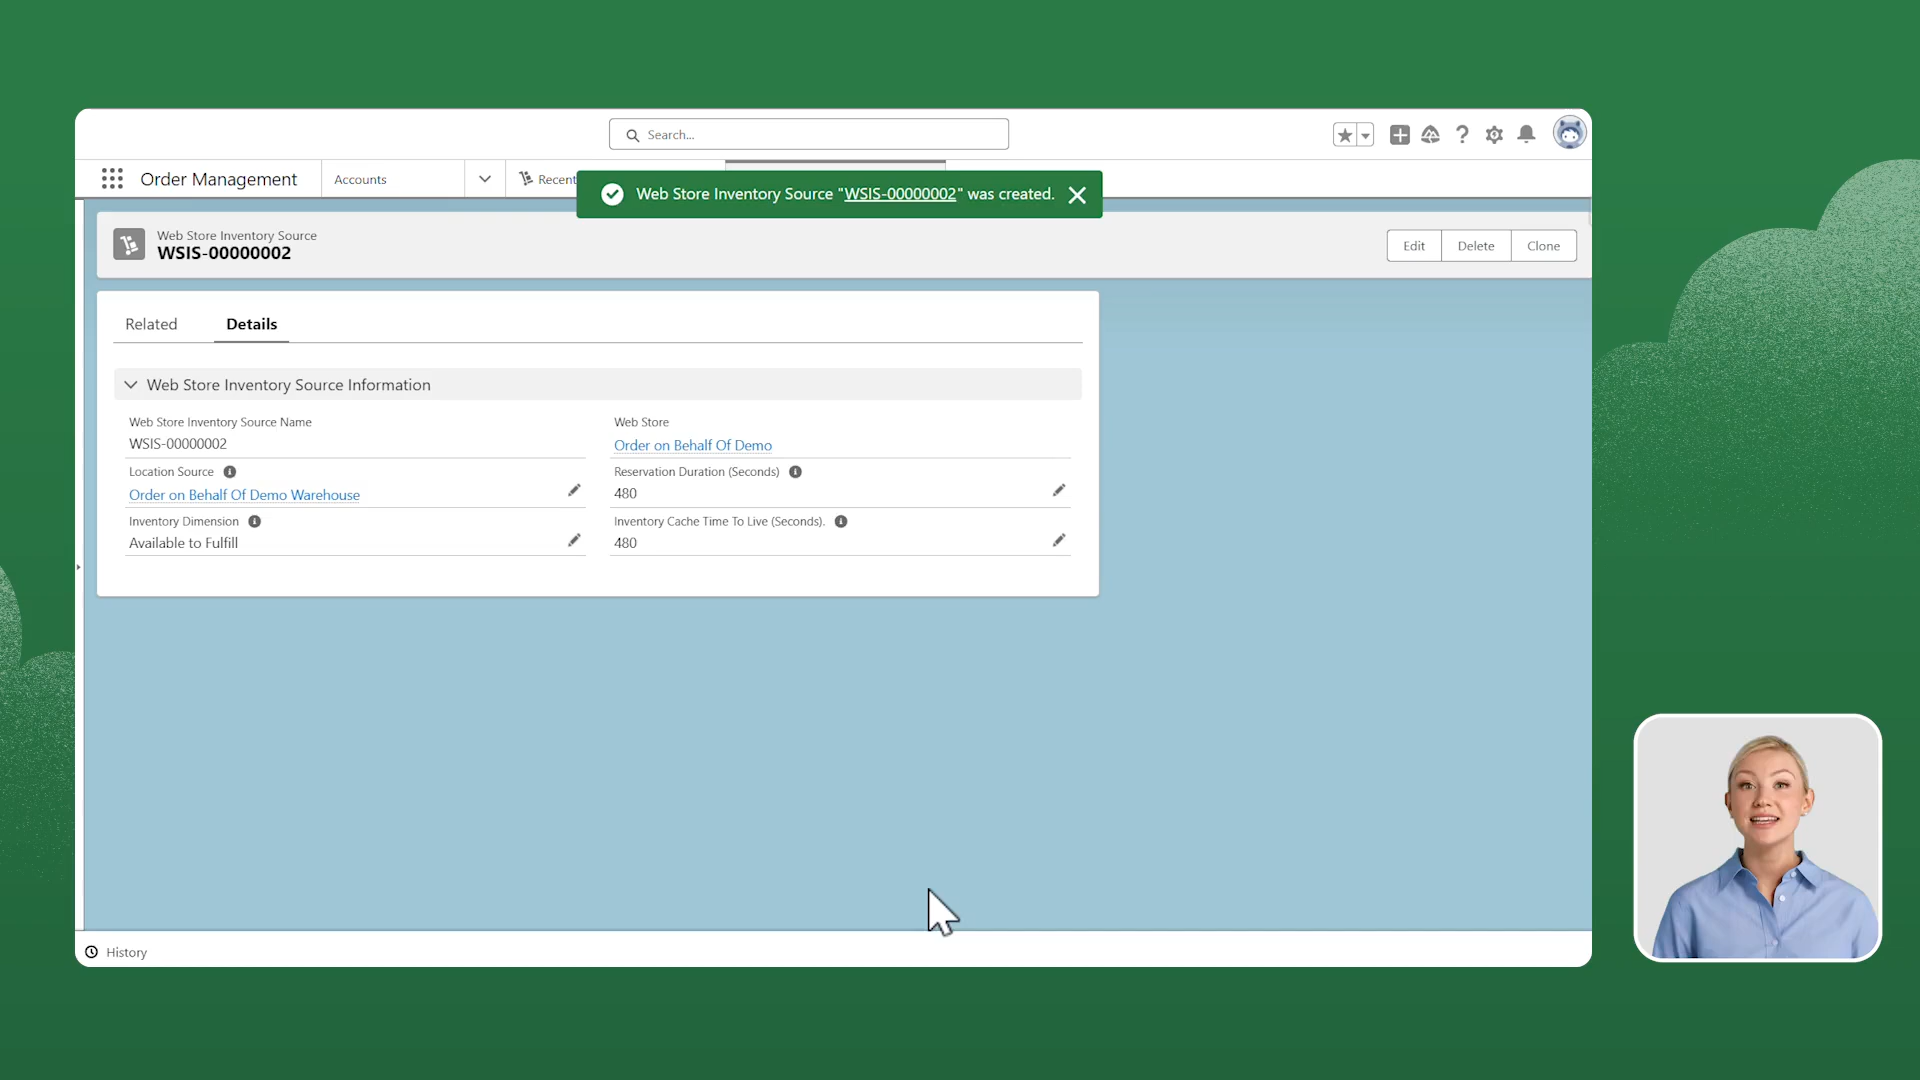 Search...
Order Management
Accounts
Recent
Web Store Inventory Source "WSIS-00000002" was created.
Web Store Inventory Source
WSIS-00000002
Edit
Delete
Clone
Related
Details
Web Store Inventory Source Information
Web Store Inventory Source Name
WSIS-00000002
Web Store
Order on Behalf Of Demo
Location Source
Order on Behalf Of Demo Warehouse
Reservation Duration (Seconds)
480
Inventory Dimension
Available to Fulfill
Inventory Cache Time To Live (Seconds).
480
History